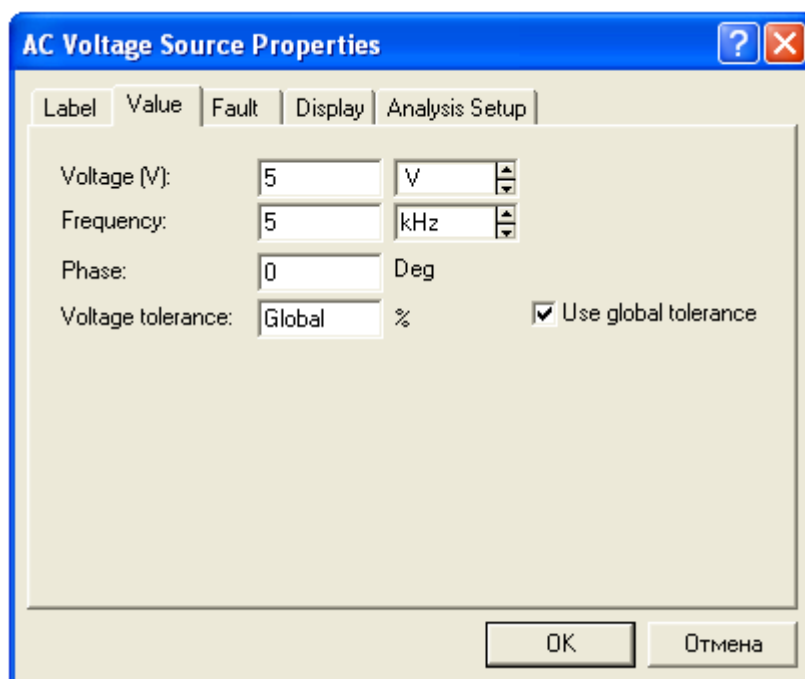 AC Voltage Source Properties
Label Value Fault Display Analysis Setup
Voltage (V): 5 V
Frequency: 5 kHz
Phase: 0 Deg
Voltage tolerance: Global % Use global tolerance
OK Отмена